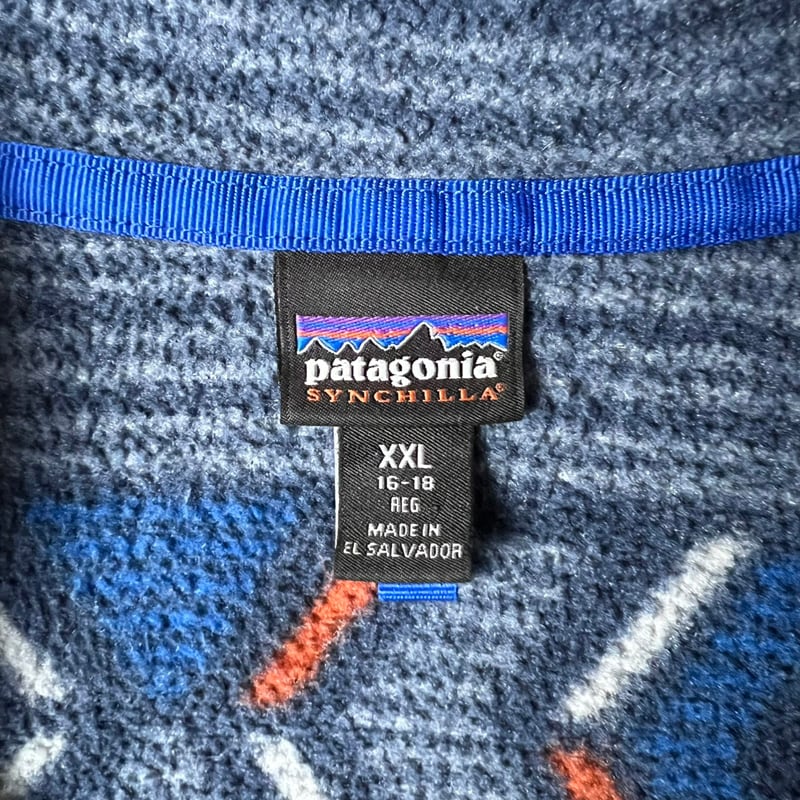 patagonia®
SYNCHILLA®
XXL
16-18
REG
MADE IN
EL SALVADOR